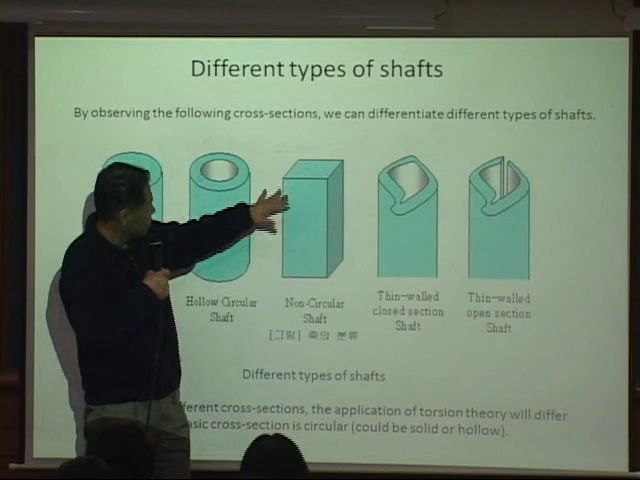 Different types of shafts
By observing the following cross-sections, we can differentiate different types of shafts.
Hollow Circular
Shaft
Non-Circular
Shaft
Thin-walled
closed section
Shaft
Thin-walled
open section
Shaft
[그림] 축의 분류
Different types of shafts
cross-sections, the application of torsion theory will differ
cross-section is circular (could be solid or hollow).